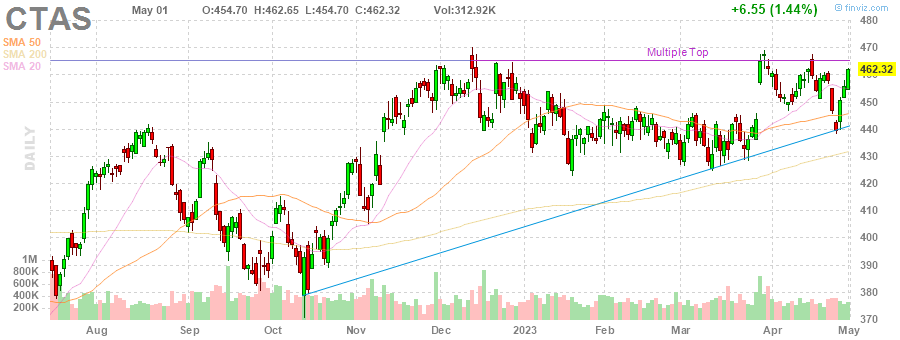 CTAS May 01 O:454.70 H:462.65 L:454.70 C:462.32 Vol:312.92K +6.55 (1.44%) finviz.com
SMA 50
SMA 200
SMA 20
Multiple Top
DAILY
480
470
462.32
450
440
430
420
410
400
390
380
370
1M
800K
600K
400K
200K
Aug Sep Oct Nov Dec 2023 Feb Mar Apr May